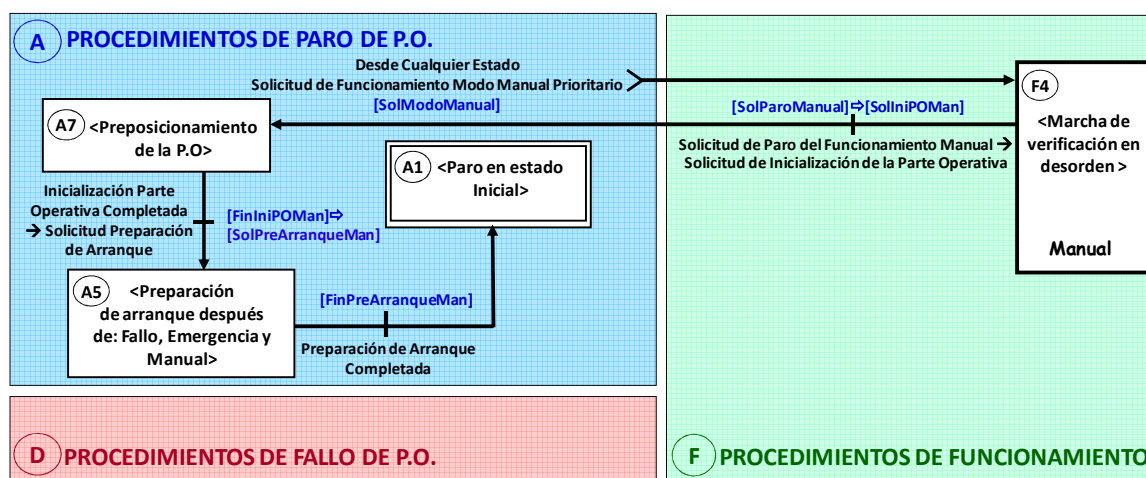 A PROCEDIMIENTOS DE PARO DE P.O.
Desde Cualquier Estado
Solicitud de Funcionamiento Modo Manual Prioritario
[SolModoManual]
F4
<Marcha de
verificación en
desorden >
Manual
[SolParoManual]⇨[SolIniPOMan]
Solicitud de Paro del Funcionamiento Manual →
Solicitud de Inicialización de la Parte Operativa
A7 <Preposicionamiento
de la P.O>
A1 <Paro en estado
Inicial>
Inicialización Parte
Operativa Completada
→ Solicitud Preparación
de Arranque
[FinIniPOMan]⇨
[SolPreArranqueMan]
A5 <Preparación
de arranque después
de: Fallo, Emergencia y
Manual>
[FinPreArranqueMan]
Preparación de Arranque
Completada
D PROCEDIMIENTOS DE FALLO DE P.O.
F PROCEDIMIENTOS DE FUNCIONAMIENTO